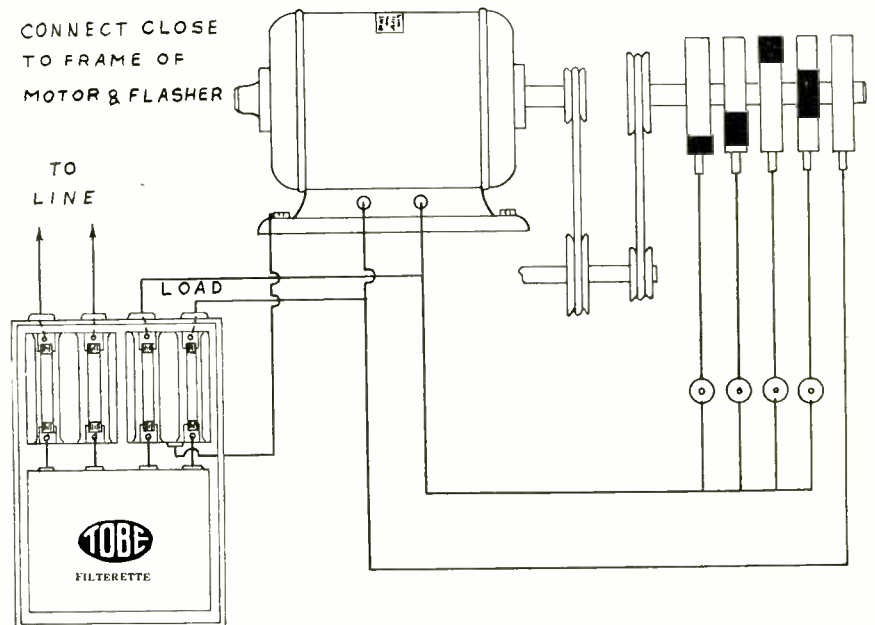 CONNECT CLOSE
TO FRAME OF
MOTOR & FLASHER
TO
LINE
LOAD
TOBE
FILTERETTE